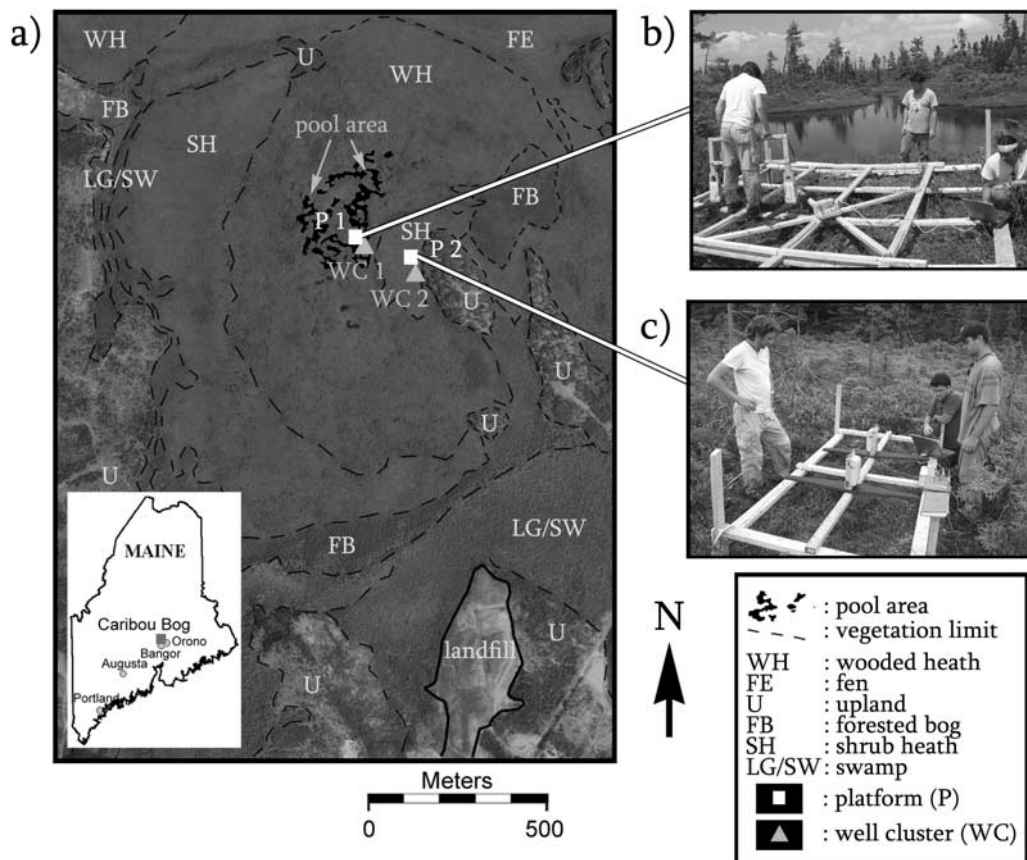 a)
WH
U
FE
WH
FB
SH
pool area
LG/SW
FB
P 1
SH
P 2
WC 1
WC 2
U
U
U
U
LG/SW
FB
U
landfill
U
MAINE
Caribou Bog
Orono
Bangor
Augusta
Portland
b)
c)
N
Meters
0 500
: pool area
: vegetation limit
WH : wooded heath
FE : fen
U : upland
FB : forested bog
SH : shrub heath
LG/SW : swamp
: platform (P)
: well cluster (WC)